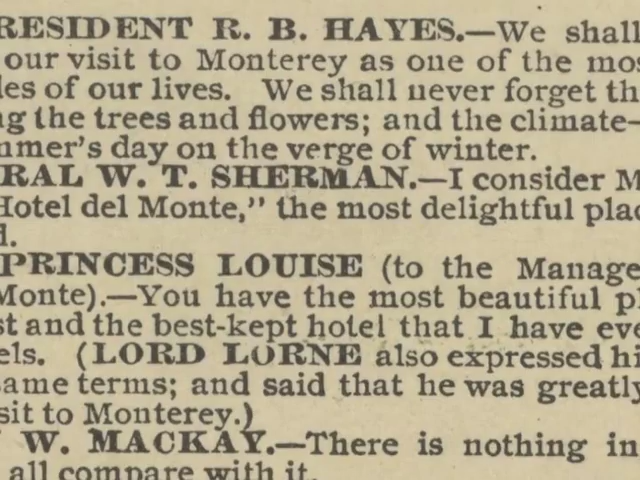 RESIDENT R. B. HAYES.—We shall
our visit to Monterey as one of the mos
les of our lives. We shall never forget th
ng the trees and flowers; and the climate—
nmer's day on the verge of winter.
RAL W. T. SHERMAN.—I consider M
Hotel del Monte," the most delightful plac
d.
PRINCESS LOUISE (to the Manage
Monte).—You have the most beautiful pl
st and the best-kept hotel that I have eve
els. (LORD LORNE also expressed hi
same terms; and said that he was greatly
sit to Monterey.)
W. MACKAY.—There is nothing in
all compare with it.